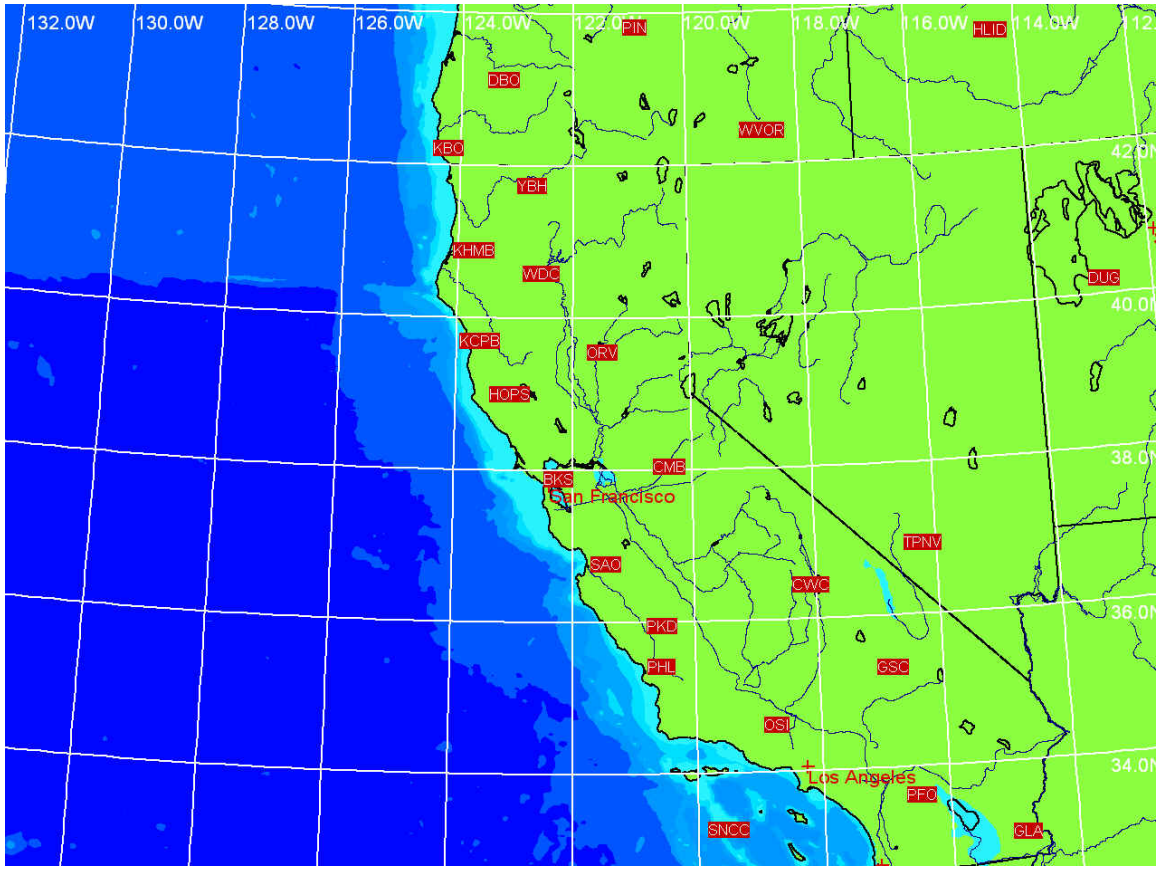 132.0W 130.0W 128.0W 126.0W 124.0W 122.0W 120.0W 118.0W 116.0W 114.0W 112.
PIN
HLID
DBO
WVOR
KBO
42.0N
YBH
KHMB
WDC
DUG
40.0N
KCPB
ORV
HOPS
38.0N
CMB
BKS
San Francisco
TPNV
SAO
CWC
36.0N
PKD
PHL
GSC
OSI
34.0N
Los Angeles
PFO
SNCC
GLA